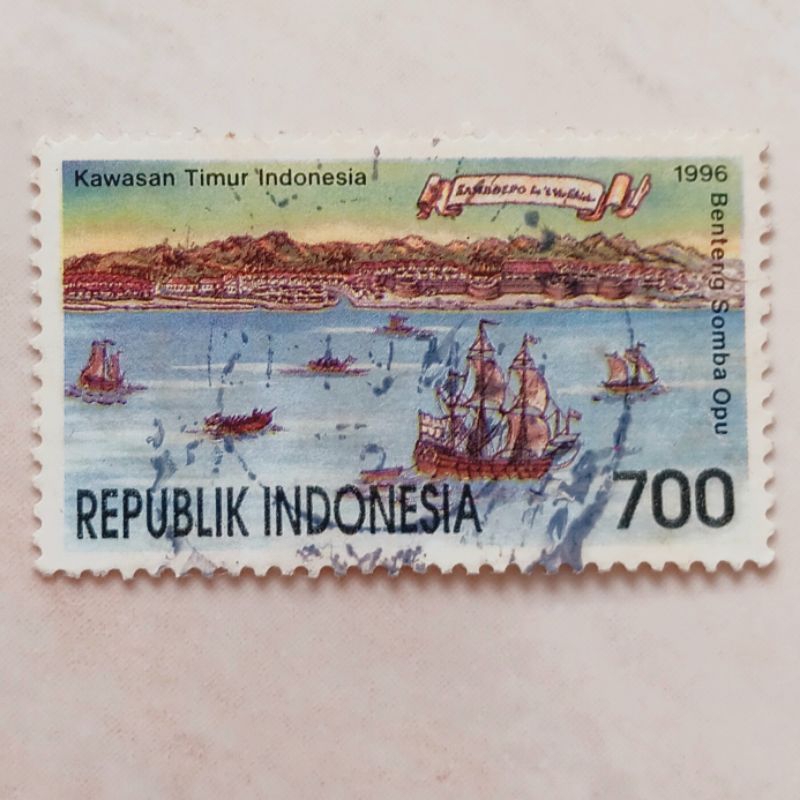 Kawasan Timur Indonesia
1996
Benteng Somba Opu
REPUBLIK INDONESIA
700